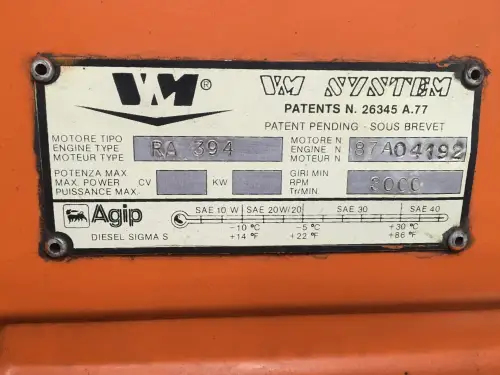 VM® VM SYSTEM
PATENTS N. 26345 A.77
PATENT PENDING - SOUS BREVET
MOTORE TIPO
ENGINE TYPE RA 394
MOTEUR TYPE
MOTORE N
ENGINE N 87A04192
MOTEUR N
POTENZA MAX
MAX. POWER CV KW
PUISSANCE MAX.
GIRI MIN
RPM 3000
Tr/MIN.
Agip SAE 10 W SAE 20W/20 SAE 30 SAE 40
DIESEL SIGMA S −10 °C −5 °C +30 °C
+14 °F +22 °F +86 °F